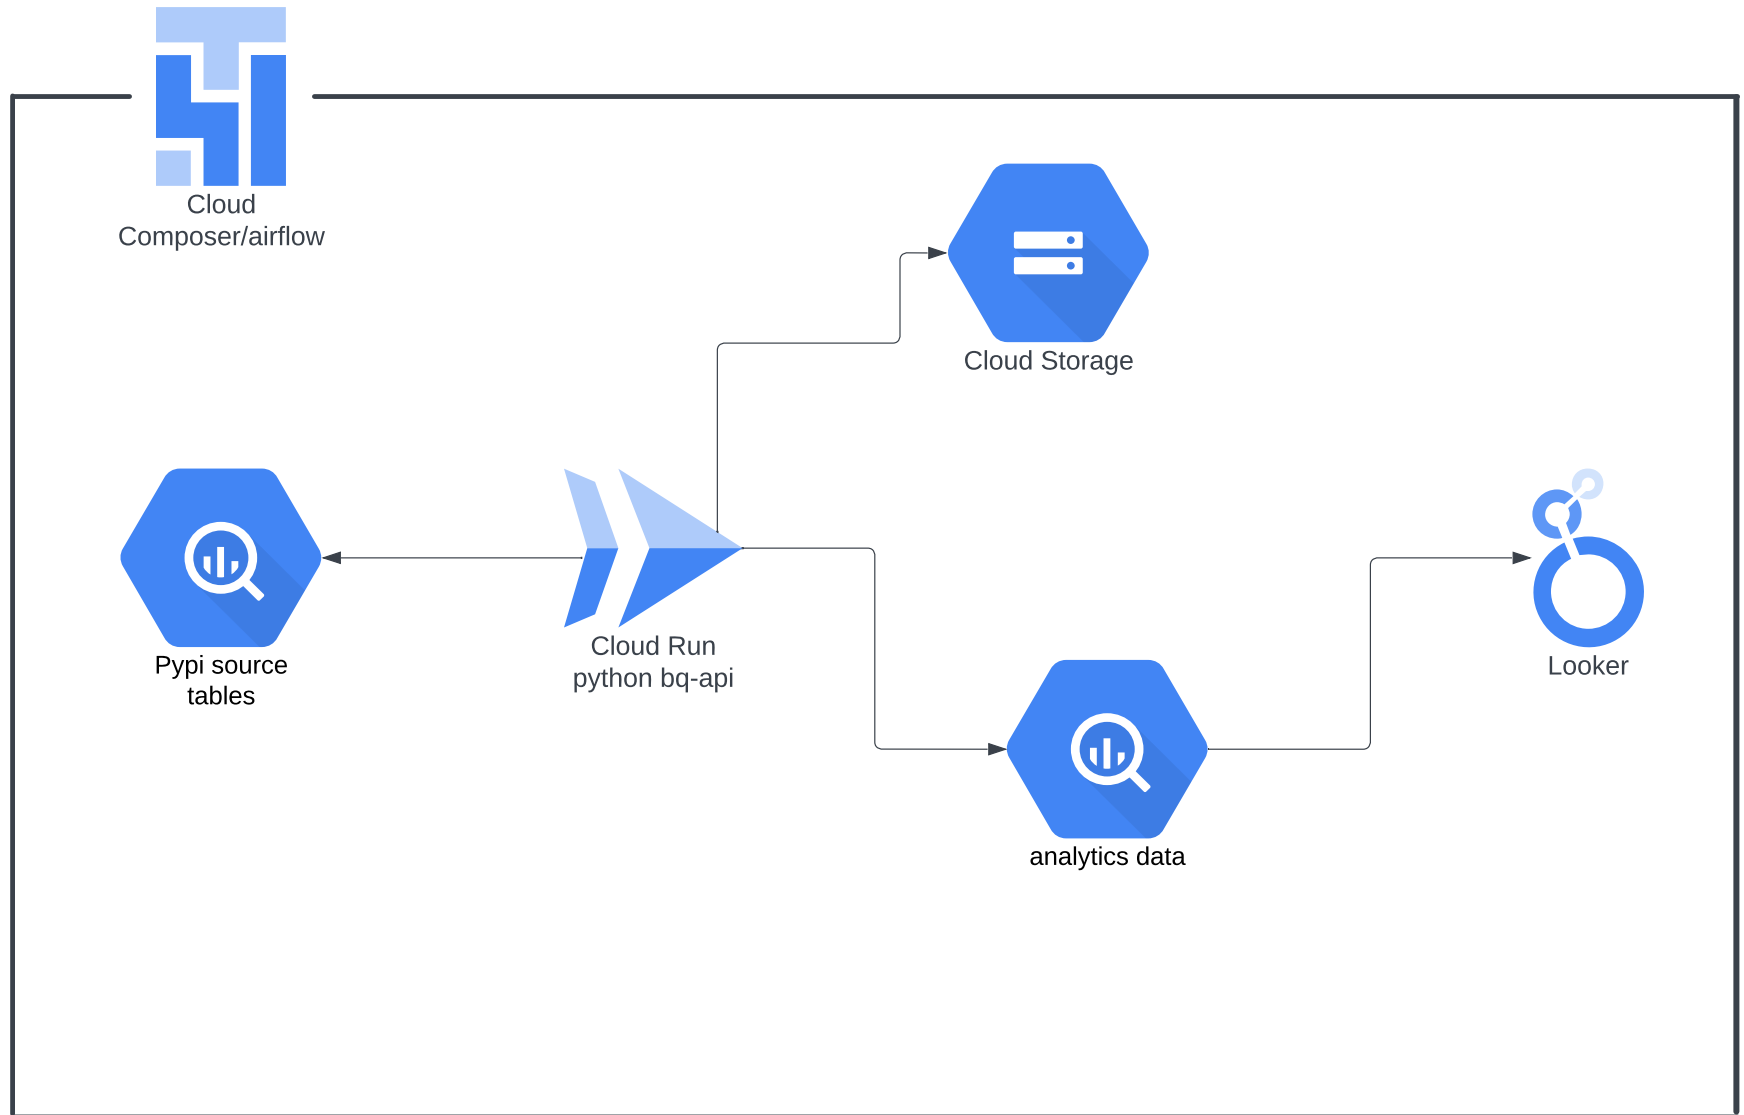 Cloud
Composer/airflow
Cloud Storage
Pypi source
tables
Cloud Run
python bq-api
Looker
analytics data